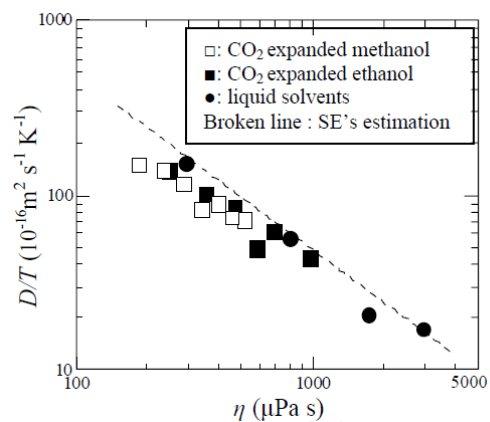 1000
□: CO₂ expanded methanol
■: CO₂ expanded ethanol
●: liquid solvents
Broken line : SE's estimation
100
D/T (10⁻¹⁶m² s⁻¹ K⁻¹)
10
100 1000 5000
η (μPa s)